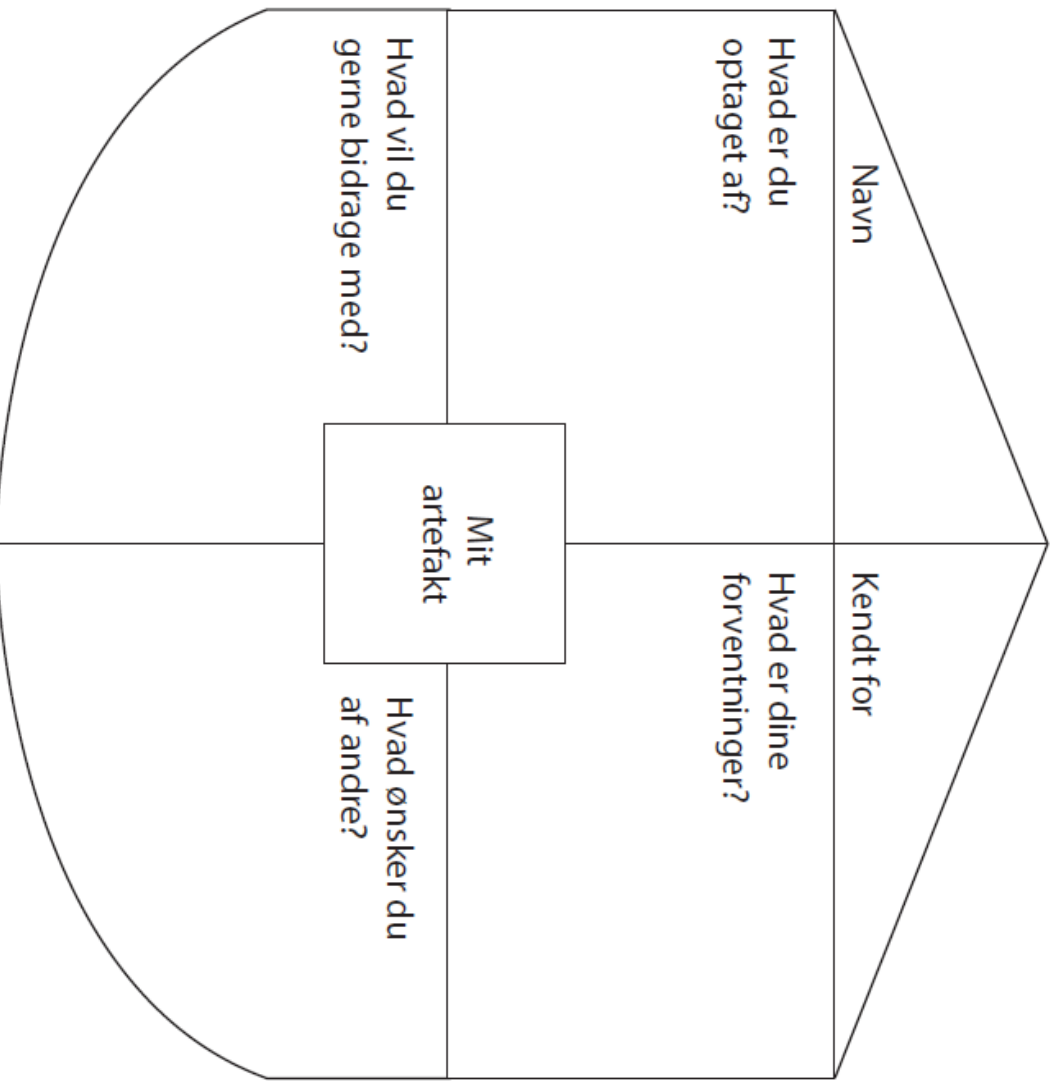 Navn
Kendt for
Hvad er du
optaget af?
Hvad er dine
forventninger?
Mit
artefakt
Hvad vil du
gerne bidrage med?
Hvad ønsker du
af andre?